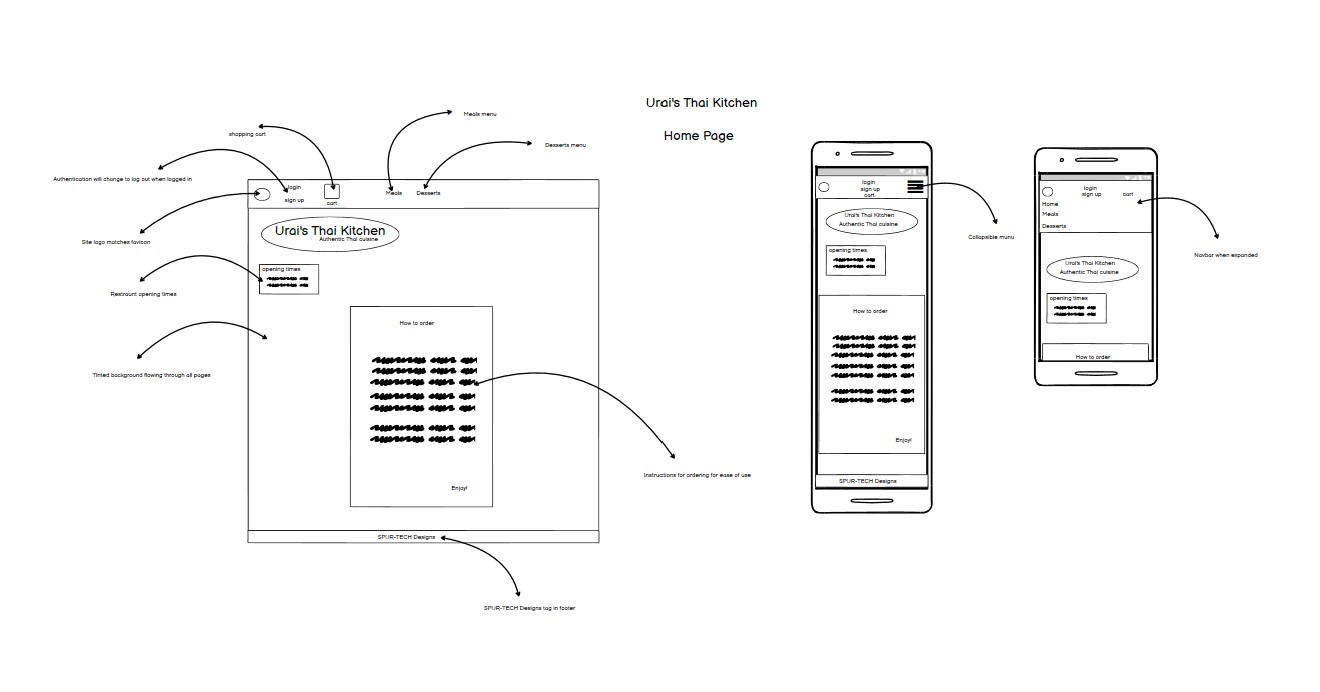 Urai's Thai Kitchen
Home Page
Meals menu
shopping cart
Desserts menu
Authentication will change to log out when logged in
login
sign up
cart
Meals
Desserts
Site logo matches favicon
Urai's Thai Kitchen
Authentic Thai cuisine
opening times
Restraunt opening times
How to order
Tinted background flowing through all pages
Enjoy!
Instructions for ordering for ease of use
SPUR-TECH Designs
SPUR-TECH Designs tag in footer
login
sign up
cart
Urai's Thai Kitchen
Authentic Thai cuisine
opening times
How to order
Enjoy!
SPUR-TECH Designs
Collapsible munu
login
sign up
cart
Home
Meals
Desserts
Urai's Thai Kitchen
Authentic Thai cuisine
opening times
How to order
Navbar when expanded